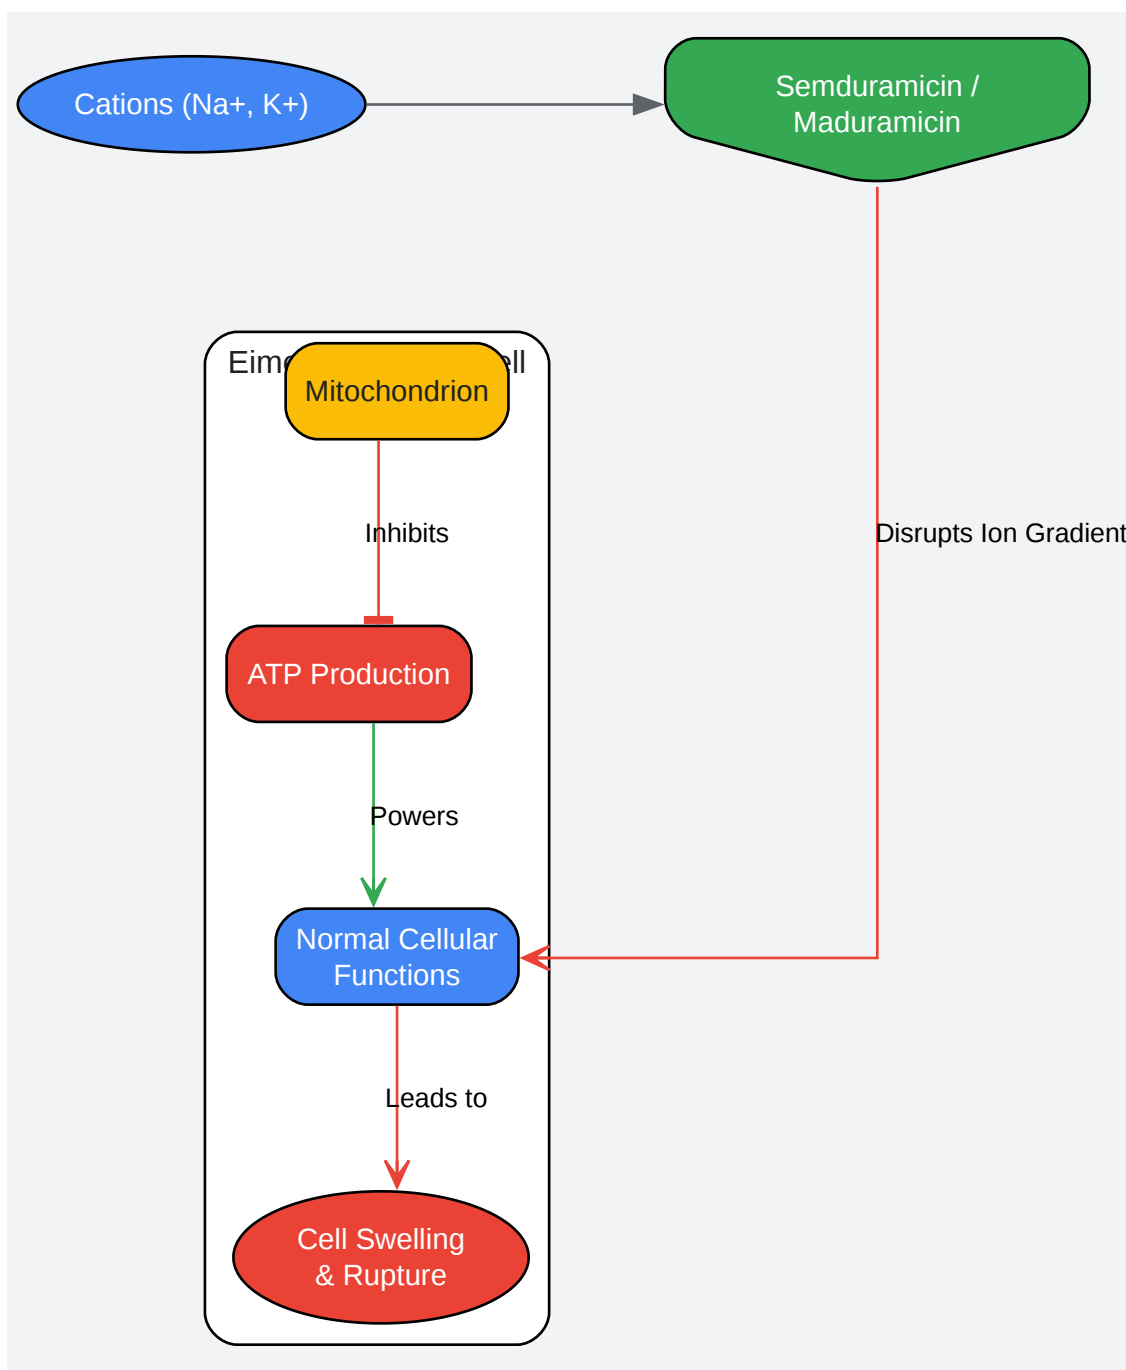 Cations (Na+, K+)
Semduramicin /
Maduramicin
Mitochondrion
Inhibits
Disrupts Ion Gradient
ATP Production
Powers
Normal Cellular
Functions
Leads to
Cell Swelling
& Rupture